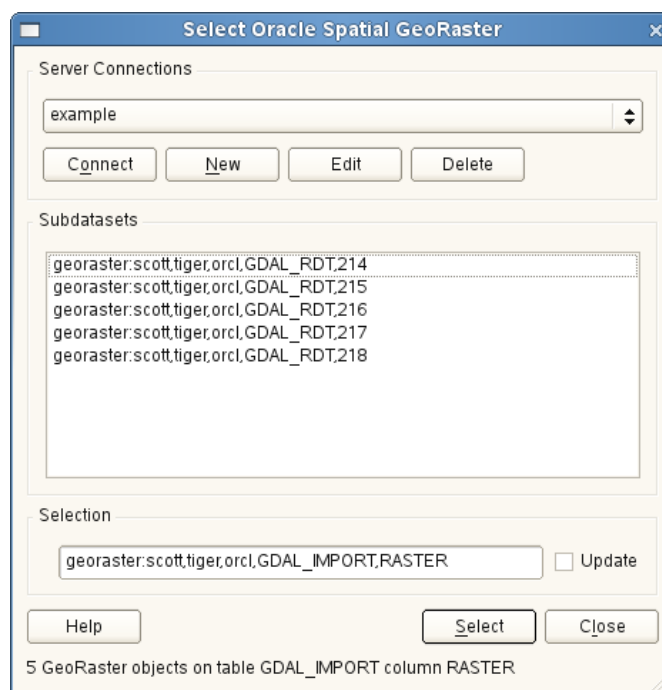 Select Oracle Spatial GeoRaster
Server Connections
example
Connect New Edit Delete
Subdatasets
georaster:scott,tiger,orcl,GDAL_RDT,214
georaster:scott,tiger,orcl,GDAL_RDT,215
georaster:scott,tiger,orcl,GDAL_RDT,216
georaster:scott,tiger,orcl,GDAL_RDT,217
georaster:scott,tiger,orcl,GDAL_RDT,218
Selection
georaster:scott,tiger,orcl,GDAL_IMPORT,RASTER Update
Help Select Close
5 GeoRaster objects on table GDAL_IMPORT column RASTER